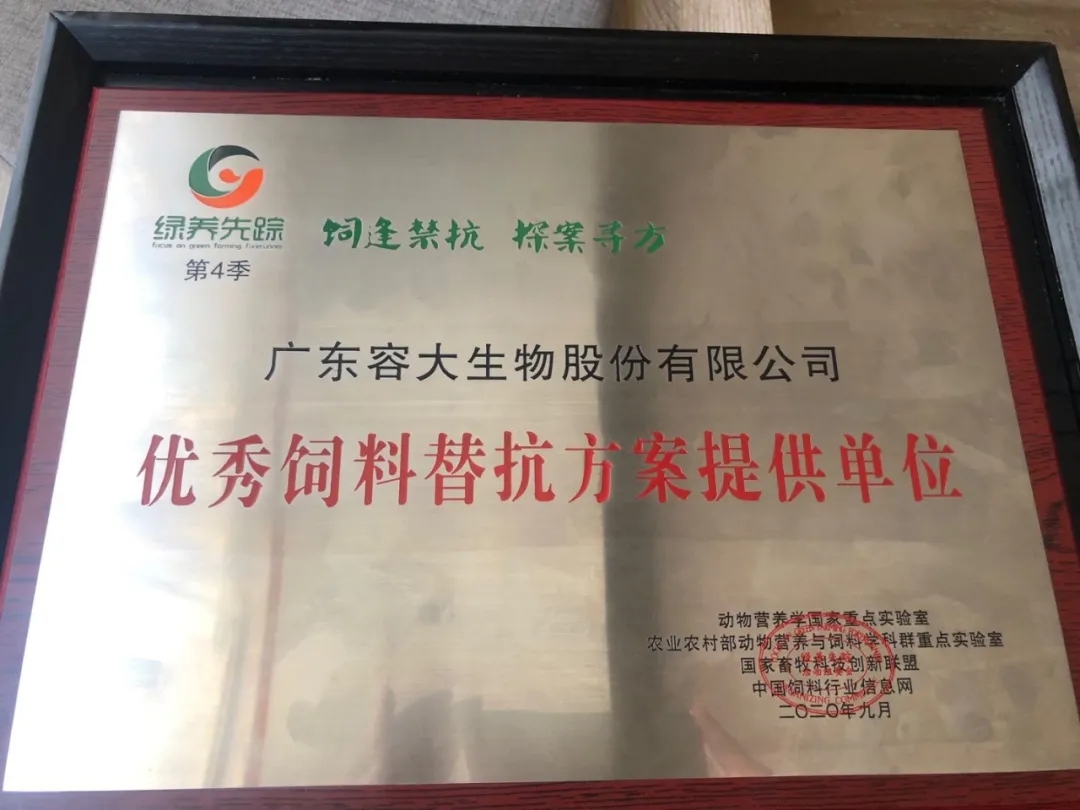 绿养先踪
第4季
饲逢禁抗 探案寻方
广东容大生物股份有限公司
优秀饲料替抗方案提供单位
动物营养学国家重点实验室
农业农村部动物营养与饲料学科群重点实验室
国家畜牧科技创新联盟
中国饲料行业信息网
二〇二〇年九月